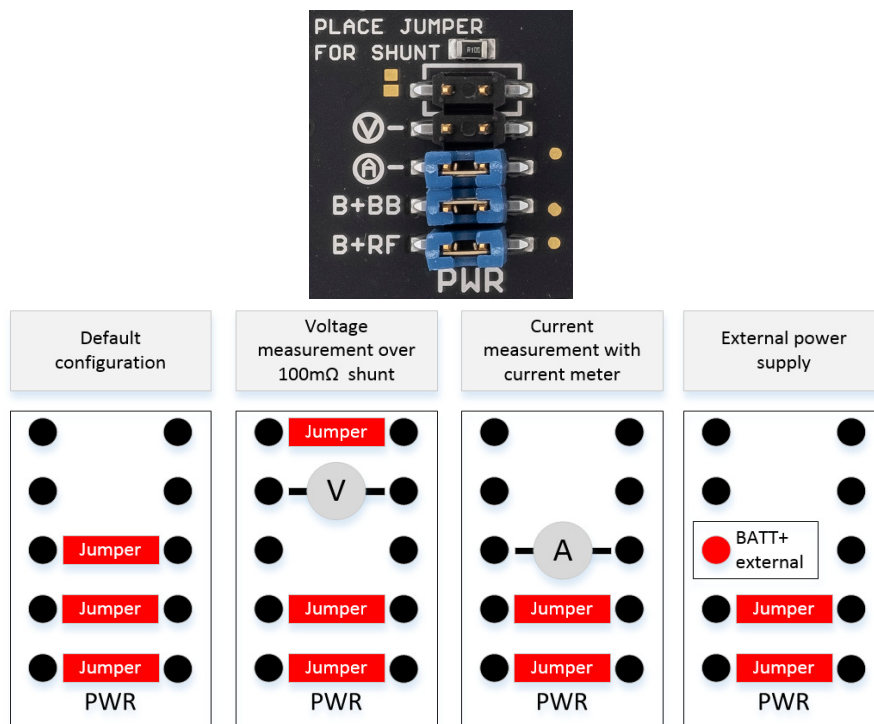 PLACE JUMPER
FOR SHUNT
R100
V
A
B+BB
B+RF
PWR
Default
configuration
Voltage
measurement over
100mΩ shunt
Current
measurement with
current meter
External power
supply
Jumper
Jumper
Jumper
PWR
Jumper
V
Jumper
Jumper
PWR
A
Jumper
Jumper
PWR
BATT+
external
Jumper
Jumper
PWR